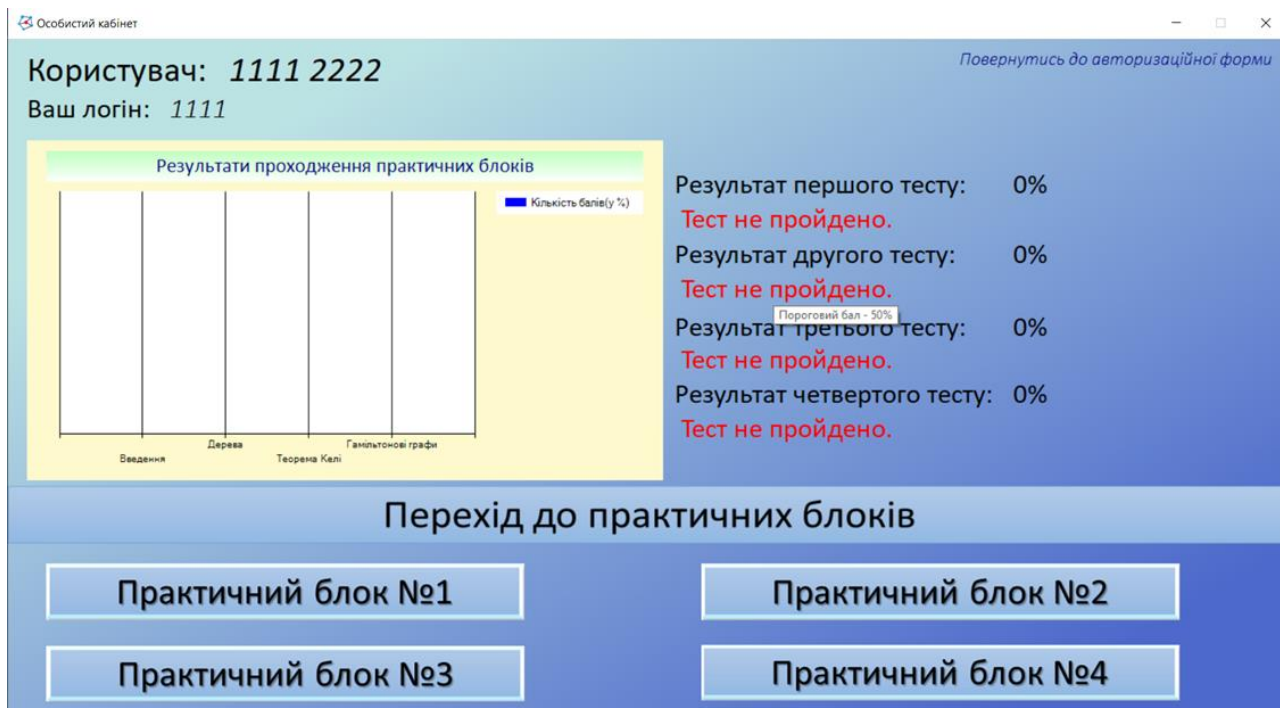 Особистий кабінет
Користувач: 1111 2222
Повернутись до авторизаційної форми
Ваш логін: 1111
Результати проходження практичних блоків
Кількість балів(у %)
Дерева
Гамільтонові графи
Введення
Теорема Келі
Результат першого тесту: 0%
Тест не пройдено.
Результат другого тесту: 0%
Тест не пройдено.
Пороговий бал - 50%
Результат третього тесту: 0%
Тест не пройдено.
Результат четвертого тесту: 0%
Тест не пройдено.
Перехід до практичних блоків
Практичний блок №1
Практичний блок №2
Практичний блок №3
Практичний блок №4